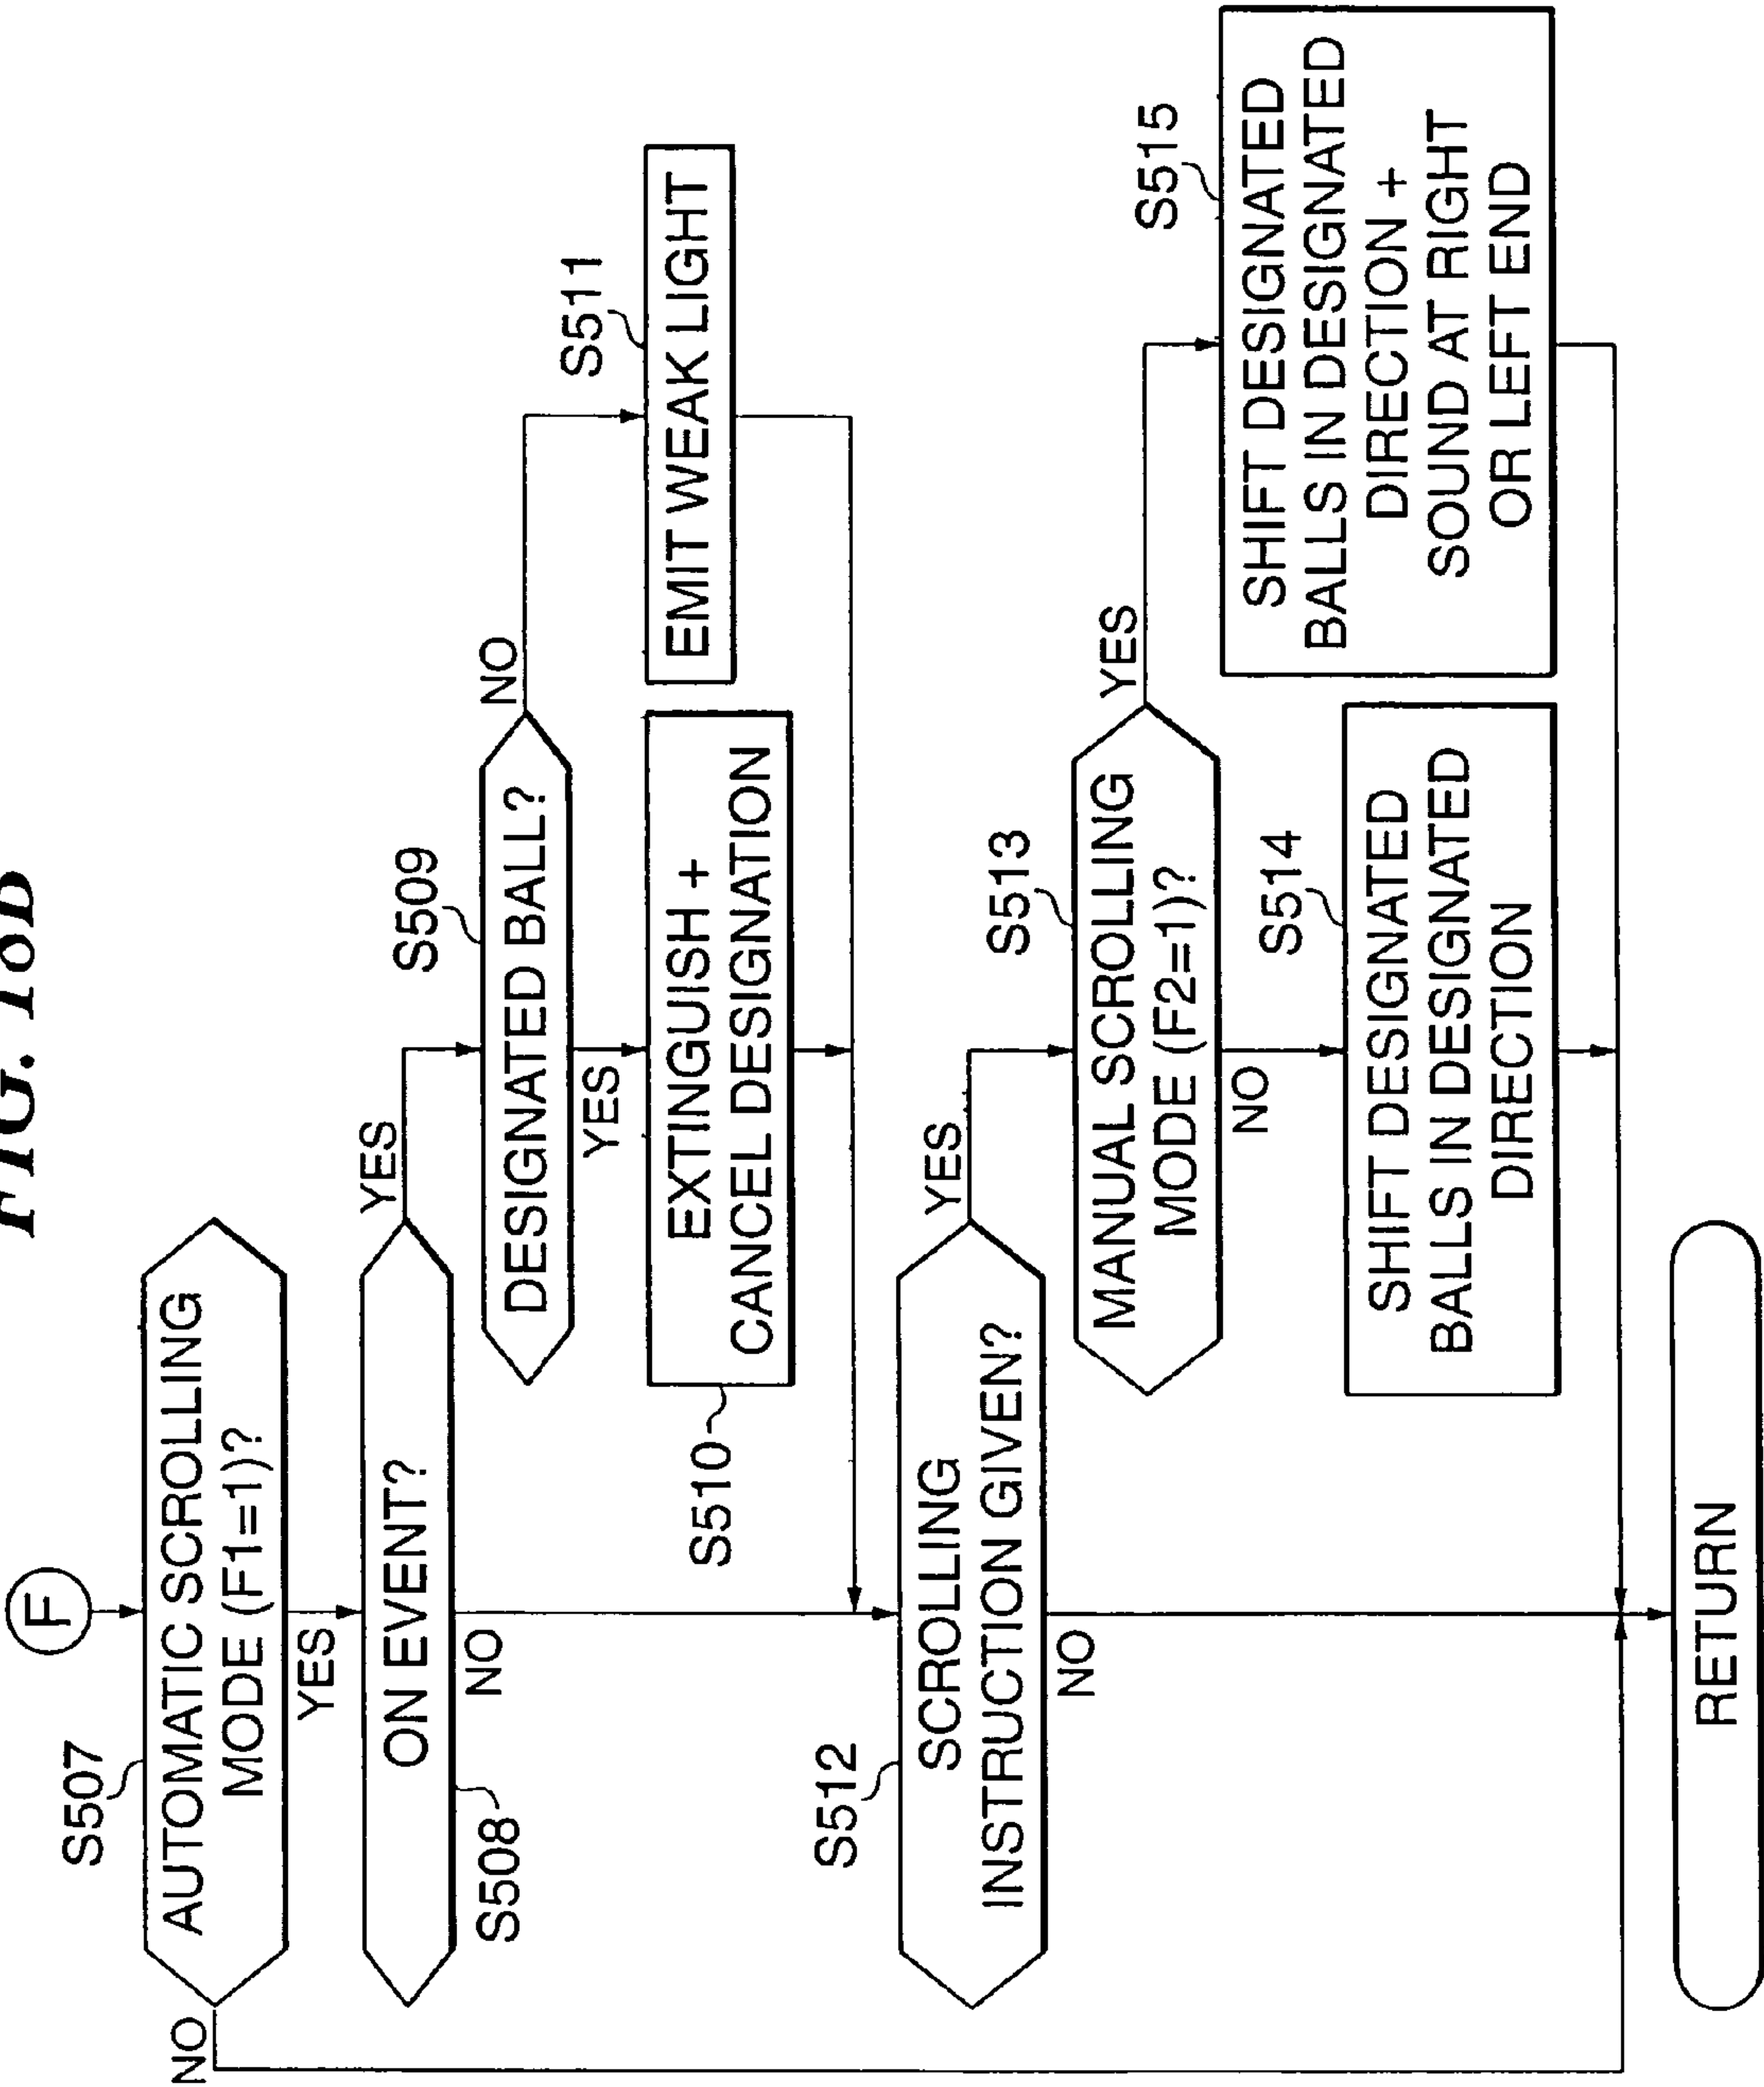 FIG. 18B
F
S507
AUTOMATIC SCROLLING
MODE (F1=1)?
NO
YES
ON EVENT?
S508
YES
NO
S509
DESIGNATED BALL?
NO
YES
S510
EXTINGUISH +
CANCEL DESIGNATION
S511
EMIT WEAK LIGHT
S512
SCROLLING
INSTRUCTION GIVEN?
YES
NO
S513
MANUAL SCROLLING
MODE (F2=1)?
YES
NO
S514
SHIFT DESIGNATED
BALLS IN DESIGNATED
DIRECTION
S515
SHIFT DESIGNATED
BALLS IN DESIGNATED
DIRECTION +
SOUND AT RIGHT
OR LEFT END
RETURN